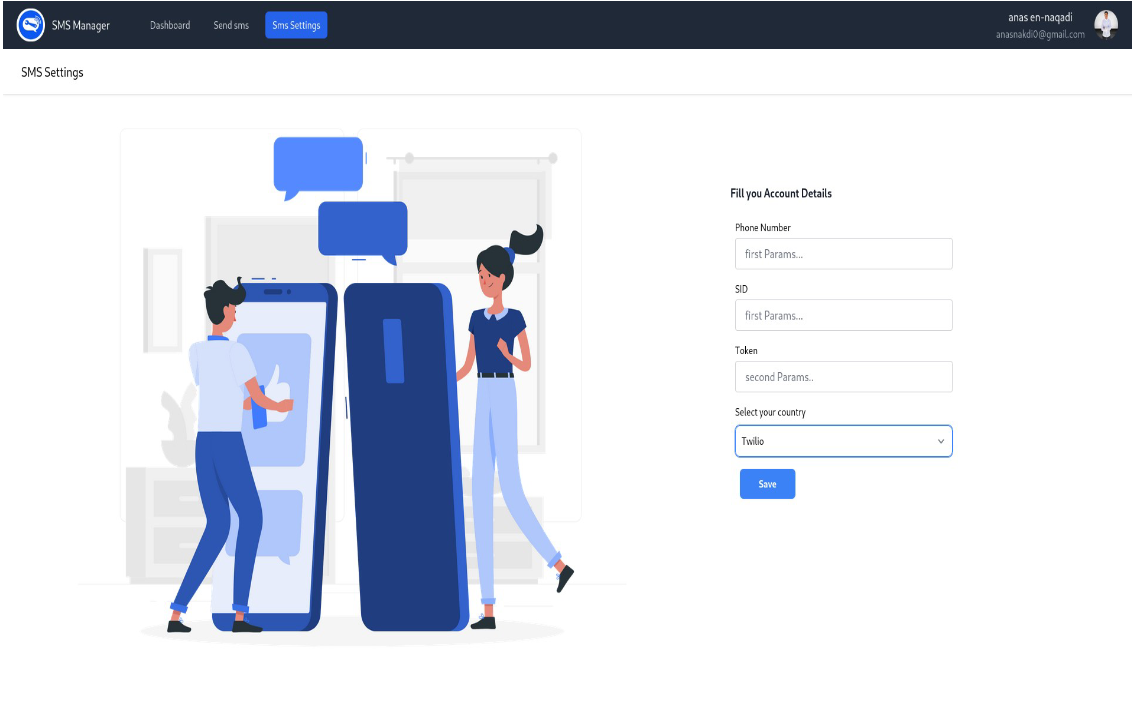 SMS Manager
Dashboard
Send sms
Sms Settings
anas en-naqadi
anasnakdi0@gmail.com
SMS Settings
Fill you Account Details
Phone Number
first Params...
SID
first Params...
Token
second Params..
Select your country
Twilio
Save